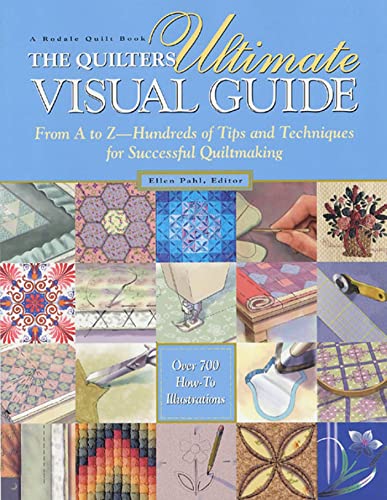 A Rodale Quilt Book
THE QUILTERS Ultimate
VISUAL GUIDE
From A to Z—Hundreds of Tips and Techniques
for Successful Quiltmaking
Ellen Pahl, Editor
Over 700
How-To
Illustrations